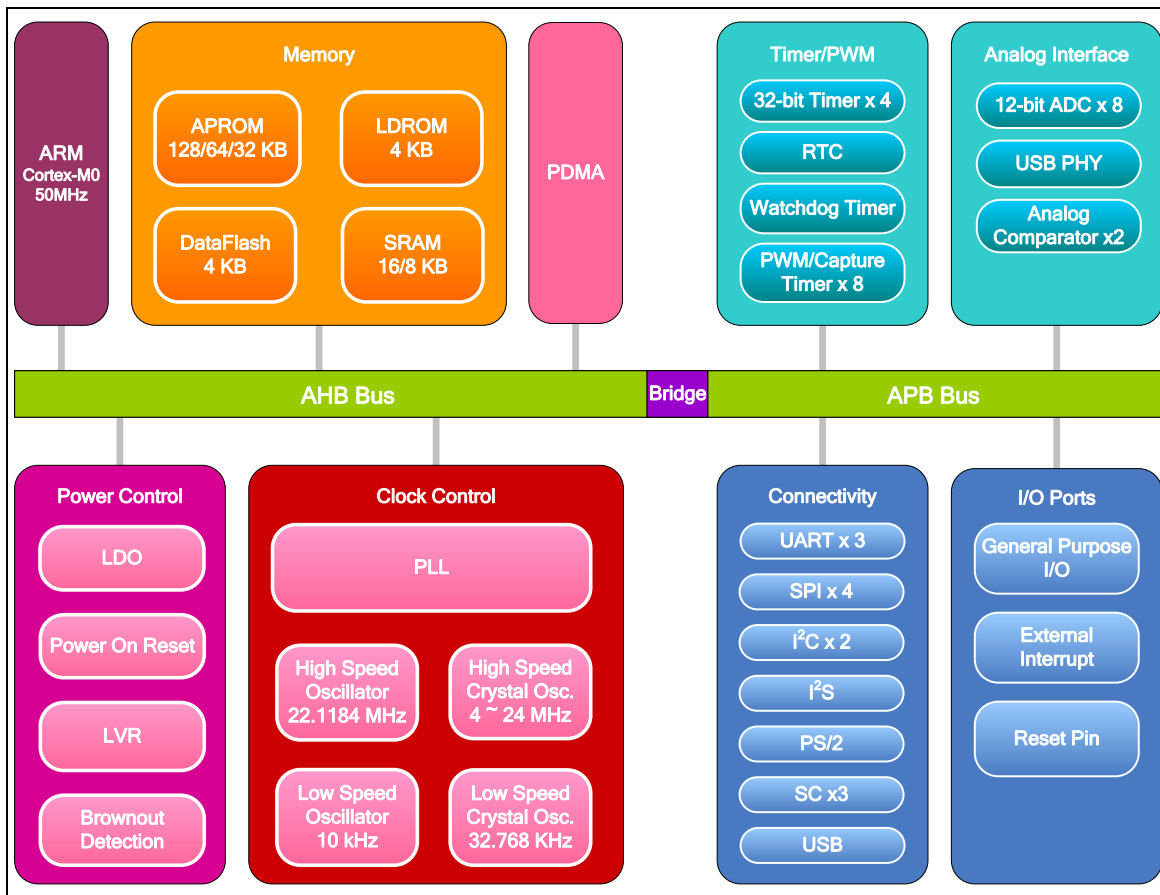 ARM
Cortex-M0
50MHz
Memory
APROM
128/64/32 KB
LDROM
4 KB
DataFlash
4 KB
SRAM
16/8 KB
PDMA
Timer/PWM
32-bit Timer x 4
RTC
Watchdog Timer
PWM/Capture
Timer x 8
Analog Interface
12-bit ADC x 8
USB PHY
Analog
Comparator x2
AHB Bus
Bridge
APB Bus
Power Control
LDO
Power On Reset
LVR
Brownout
Detection
Clock Control
PLL
High Speed
Oscillator
22.1184 MHz
High Speed
Crystal Osc.
4 ~ 24 MHz
Low Speed
Oscillator
10 kHz
Low Speed
Crystal Osc.
32.768 KHz
Connectivity
UART x 3
SPI x 4
I²C x 2
I²S
PS/2
SC x3
USB
I/O Ports
General Purpose
I/O
External
Interrupt
Reset Pin